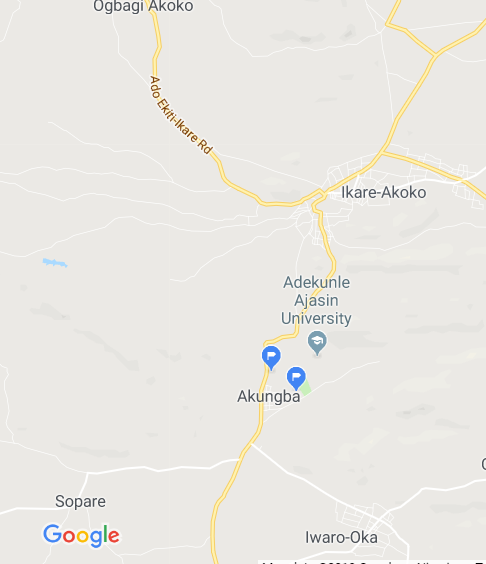 Ogbagi Akoko
Ado Ekiti-Ikare Rd
Ikare-Akoko
Adekunle
Ajasin
University
Akungba
Sopare
Google
Iwaro-Oka